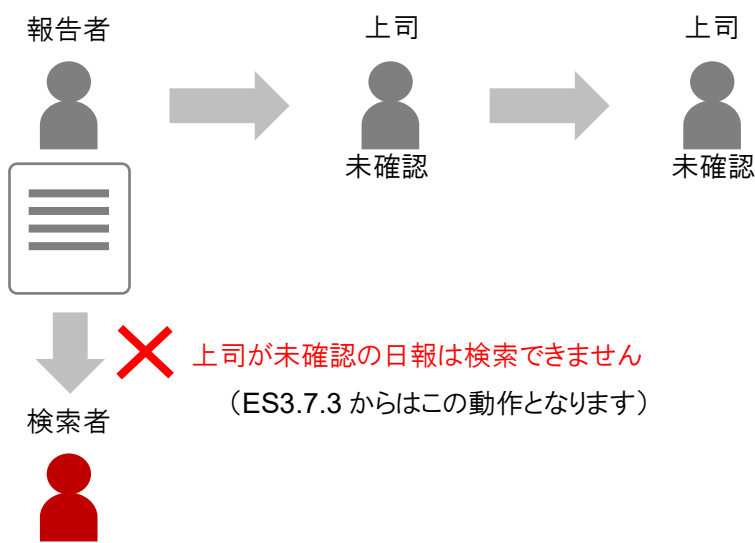 報告者
上司
上司
未確認
未確認
上司が未確認の日報は検索できません
（ES3.7.3 からはこの動作となります）
検索者